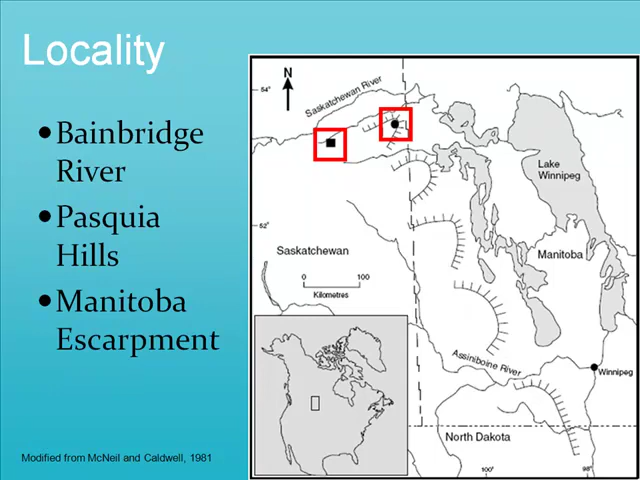 Locality
•Bainbridge
River
•Pasquia
Hills
•Manitoba
Escarpment
Modified from McNeil and Caldwell, 1981
N
54°
Saskatchewan River
Lake
Winnipeg
52°
Saskatchewan
Manitoba
0 100
Kilometres
Assiniboine River
Winnipeg
North Dakota
100°
98°